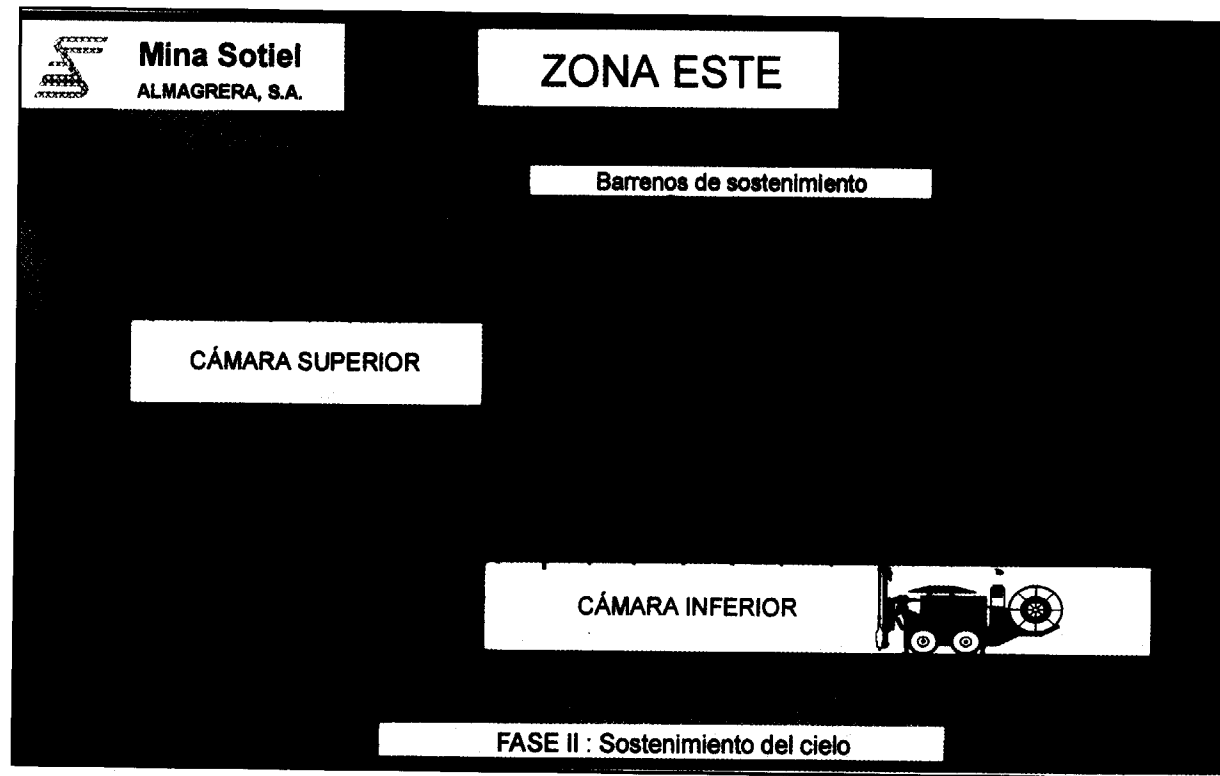 Mina Sotiel
ALMAGRERA, S.A.
ZONA ESTE
Barrenos de sostenimiento
CÁMARA SUPERIOR
CÁMARA INFERIOR
FASE II : Sostenimiento del cielo